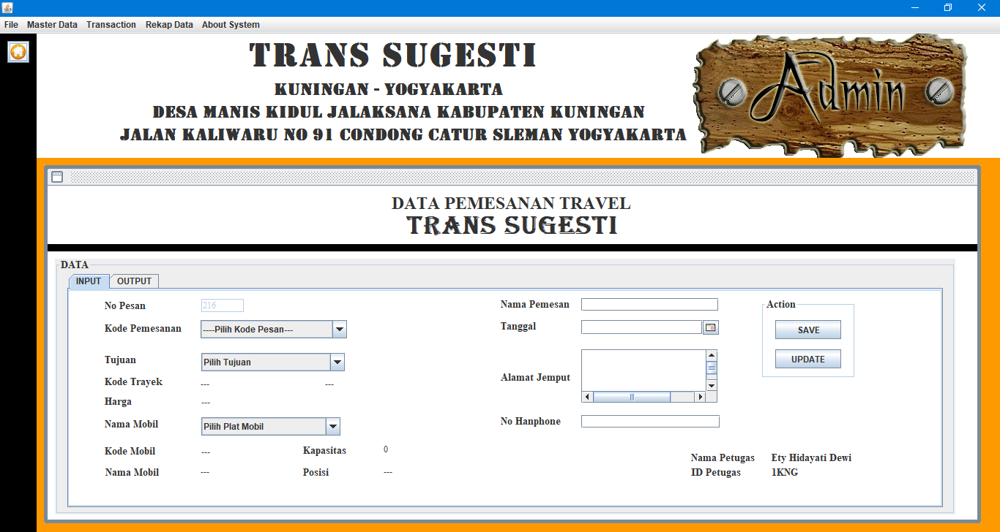 File Master Data Transaction Rekap Data About System
TRANS SUGESTI
KUNINGAN - YOGYAKARTA
DESA MANIS KIDUL JALAKSANA KABUPATEN KUNINGAN
JALAN KALIWARU NO 91 CONDONG CATUR SLEMAN YOGYAKARTA
Admin
DATA PEMESANAN TRAVEL
TRANS SUGESTI
DATA
INPUT OUTPUT
No Pesan 216
Kode Pemesanan ----Pilih Kode Pesan---
Tujuan Pilih Tujuan
Kode Trayek --- ---
Harga ---
Nama Mobil Pilih Plat Mobil
Kode Mobil --- Kapasitas 0
Nama Mobil --- Posisi ---
Nama Pemesan
Tanggal
Alamat Jemput
No Hanphone
Action
SAVE
UPDATE
Nama Petugas Ety Hidayati Dewi
ID Petugas 1KNG